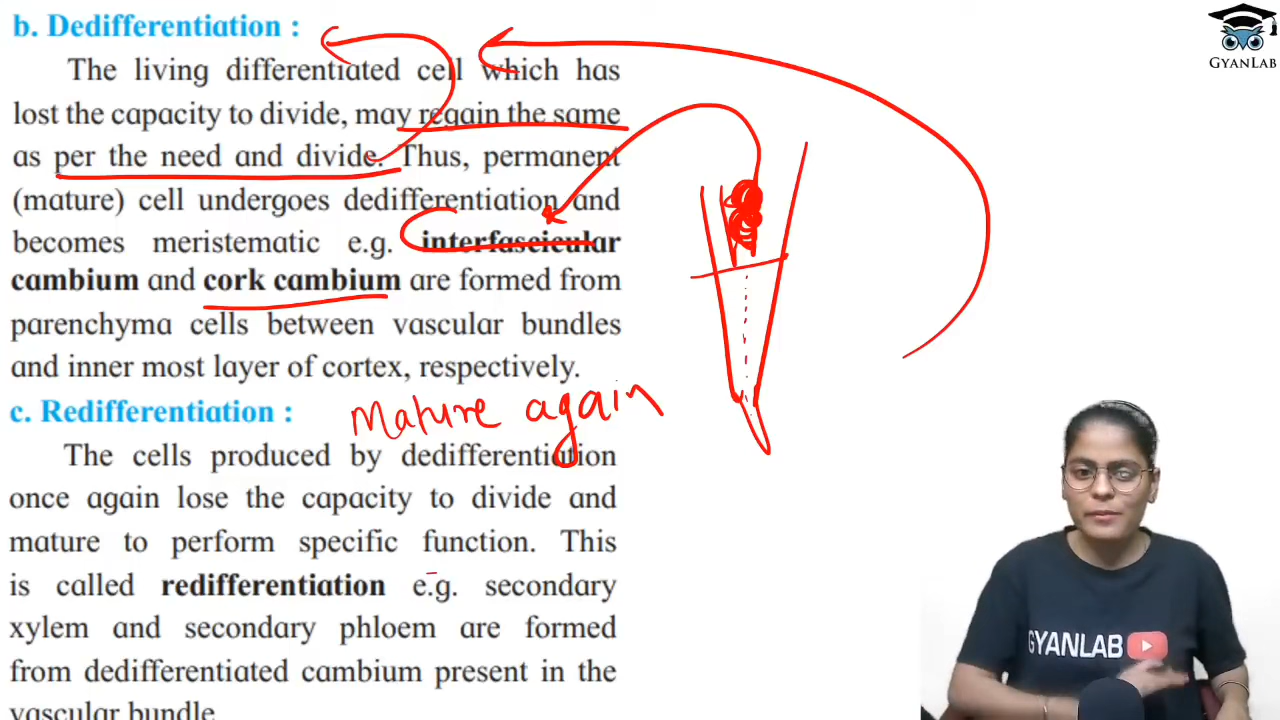 b. Dedifferentiation :
The living differentiated cell which has
lost the capacity to divide, may regain the same
as per the need and divide. Thus, permanent
(mature) cell undergoes dedifferentiation and
becomes meristematic e.g. interfascicular
cambium and cork cambium are formed from
parenchyma cells between vascular bundles
and inner most layer of cortex, respectively.
c. Redifferentiation :
Mature again
The cells produced by dedifferentiation
once again lose the capacity to divide and
mature to perform specific function. This
is called redifferentiation e.g. secondary
xylem and secondary phloem are formed
from dedifferentiated cambium present in the
vascular bundle.
GYANLAB
GYANLAB